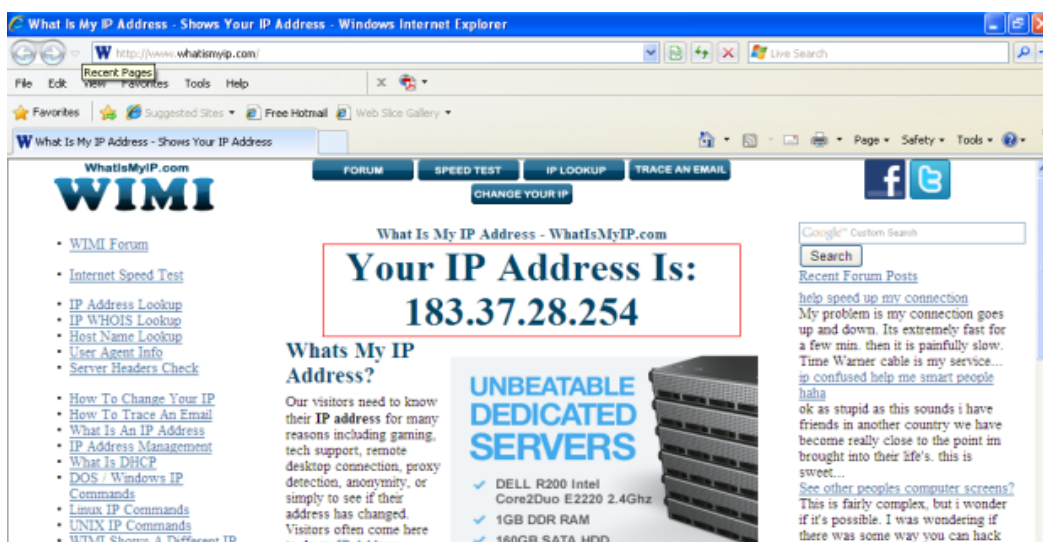 What Is My IP Address - Shows Your IP Address - Windows Internet Explorer
http://www.whatismyip.com/
Live Search
Recent Pages
File Edit View Favorites Tools Help
x
Favorites Suggested Sites Free Hotmail Web Slice Gallery
W What Is My IP Address - Shows Your IP Address
Page Safety Tools
WhatIsMyIP.com
WIMI
FORUM SPEED TEST IP LOOKUP TRACE AN EMAIL
CHANGE YOUR IP
What Is My IP Address - WhatIsMyIP.com
Your IP Address Is:
183.37.28.254
WIMI Forum
Internet Speed Test
IP Address Lookup
IP WHOIS Lookup
Host Name Lookup
User Agent Info
Server Headers Check
How To Change Your IP
How To Trace An Email
What Is An IP Address
IP Address Management
What Is DHCP
DOS / Windows IP
Commands
Linux IP Commands
UNIX IP Commands
WIMI Shows A Different IP
Whats My IP
Address?
Our visitors need to know
their IP address for many
reasons including gaming,
tech support, remote
desktop connection, proxy
detection, anonymity, or
simply to see if their
address has changed.
Visitors often come here
UNBEATABLE
DEDICATED
SERVERS
DELL R200 Intel
Core2Duo E2220 2.4Ghz
1GB DDR RAM
160GB SATA HDD
Google™ Custom Search
Search
Recent Forum Posts
help speed up my connection
My problem is my connection goes
up and down. Its extremely fast for
a few min. then it is painfully slow.
Time Warner cable is my service...
ip confused help me smart people
haha
ok as stupid as this sounds i have
friends in another country we have
become really close to the point im
brought into their life's. this is
sweet...
See other peoples computer screens?
This is fairly complex, but i wonder
if it's possible. I was wondering if
there was some way you can hack